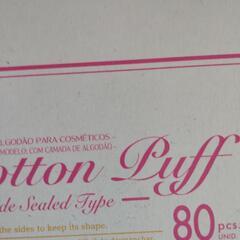 ALGODÃO PARA COSMÉTICOS -
MODELO, COM CAMADA DE ALGODÃO -
otton Puff
de Sealed Type
the sides to keep its shape.
80 pcs.
UNID.